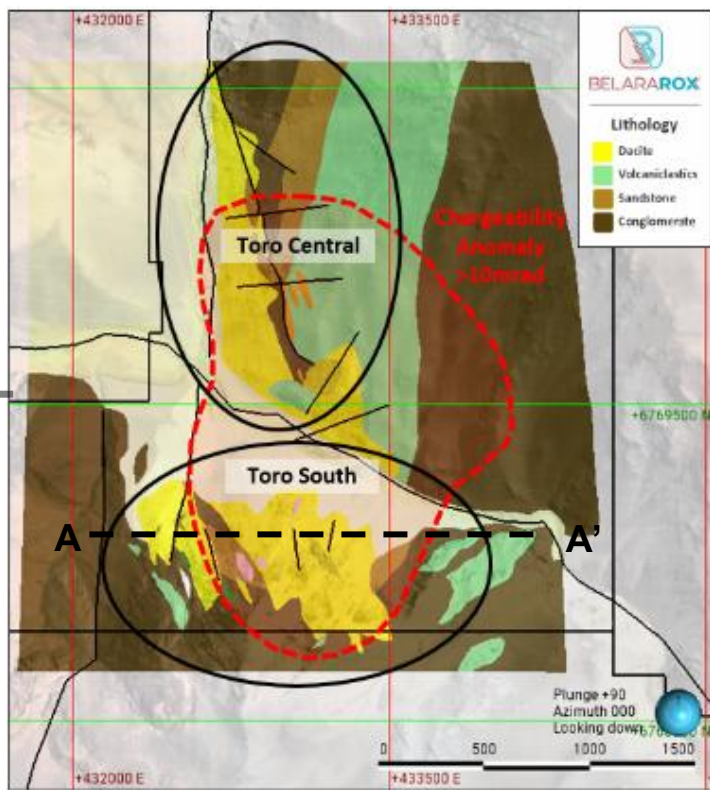 +432000 E
+433500 E
BELARAROX
Lithology
Dacite
Volcaniclastics
Sandstone
Conglomerate
Chargeability
Anomaly
>10mrad
Toro Central
+6769500 N
Toro South
A
A'
Plunge +90
Azimuth 000
Looking down
0
500
1000
1500
+432000 E
+433500 E